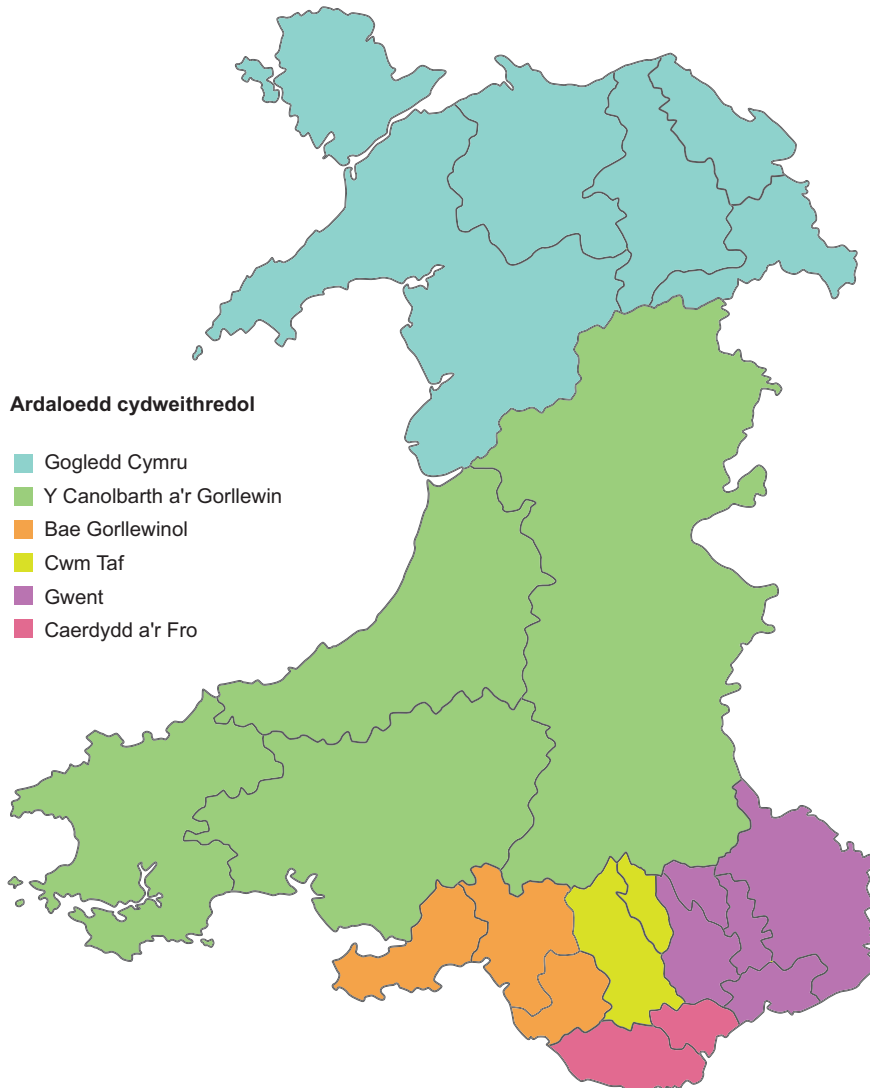 Ardaloedd cydweithredol
Gogledd Cymru
Y Canolbarth a'r Gorllewin
Bae Gorllewinol
Cwm Taf
Gwent
Caerdydd a'r Fro